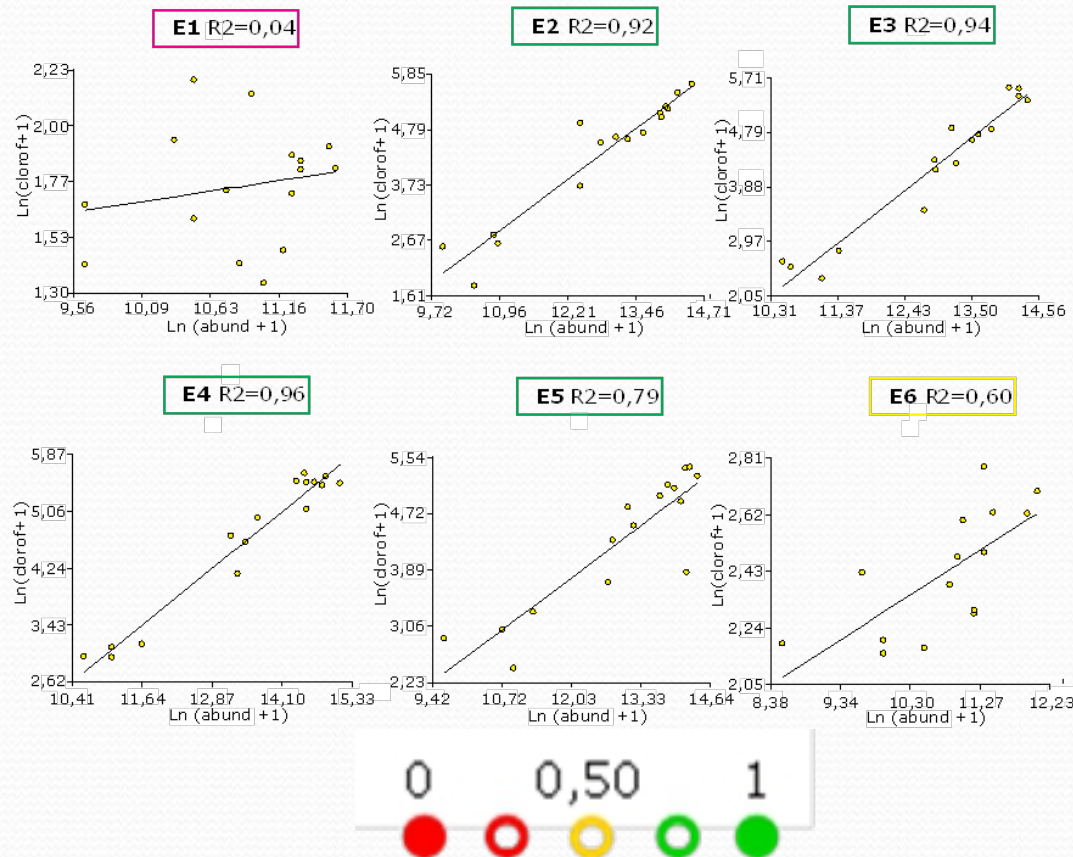 E1 R2=0,04
2,23
2,00
1,77
1,53
1,30
Ln(clorof+1)
9,56 10,09 10,63 11,16 11,70
Ln (abund +1)
E2 R2=0,92
5,85
4,79
3,73
2,67
1,61
Ln(clorof+1)
9,72 10,96 12,21 13,46 14,71
Ln (abund +1)
E3 R2=0,94
5,71
4,79
3,88
2,97
2,05
Ln(clorof+1)
10,31 11,37 12,43 13,50 14,56
Ln (abund +1)
E4 R2=0,96
5,87
5,06
4,24
3,43
2,62
Ln(clorof+1)
10,41 11,64 12,87 14,10 15,33
Ln (abund +1)
E5 R2=0,79
5,54
4,72
3,89
3,06
2,23
Ln(clorof+1)
9,42 10,72 12,03 13,33 14,64
Ln (abund +1)
E6 R2=0,60
2,81
2,62
2,43
2,24
2,05
Ln(clorof+1)
8,38 9,34 10,30 11,27 12,23
Ln (abund +1)
0 0,50 1